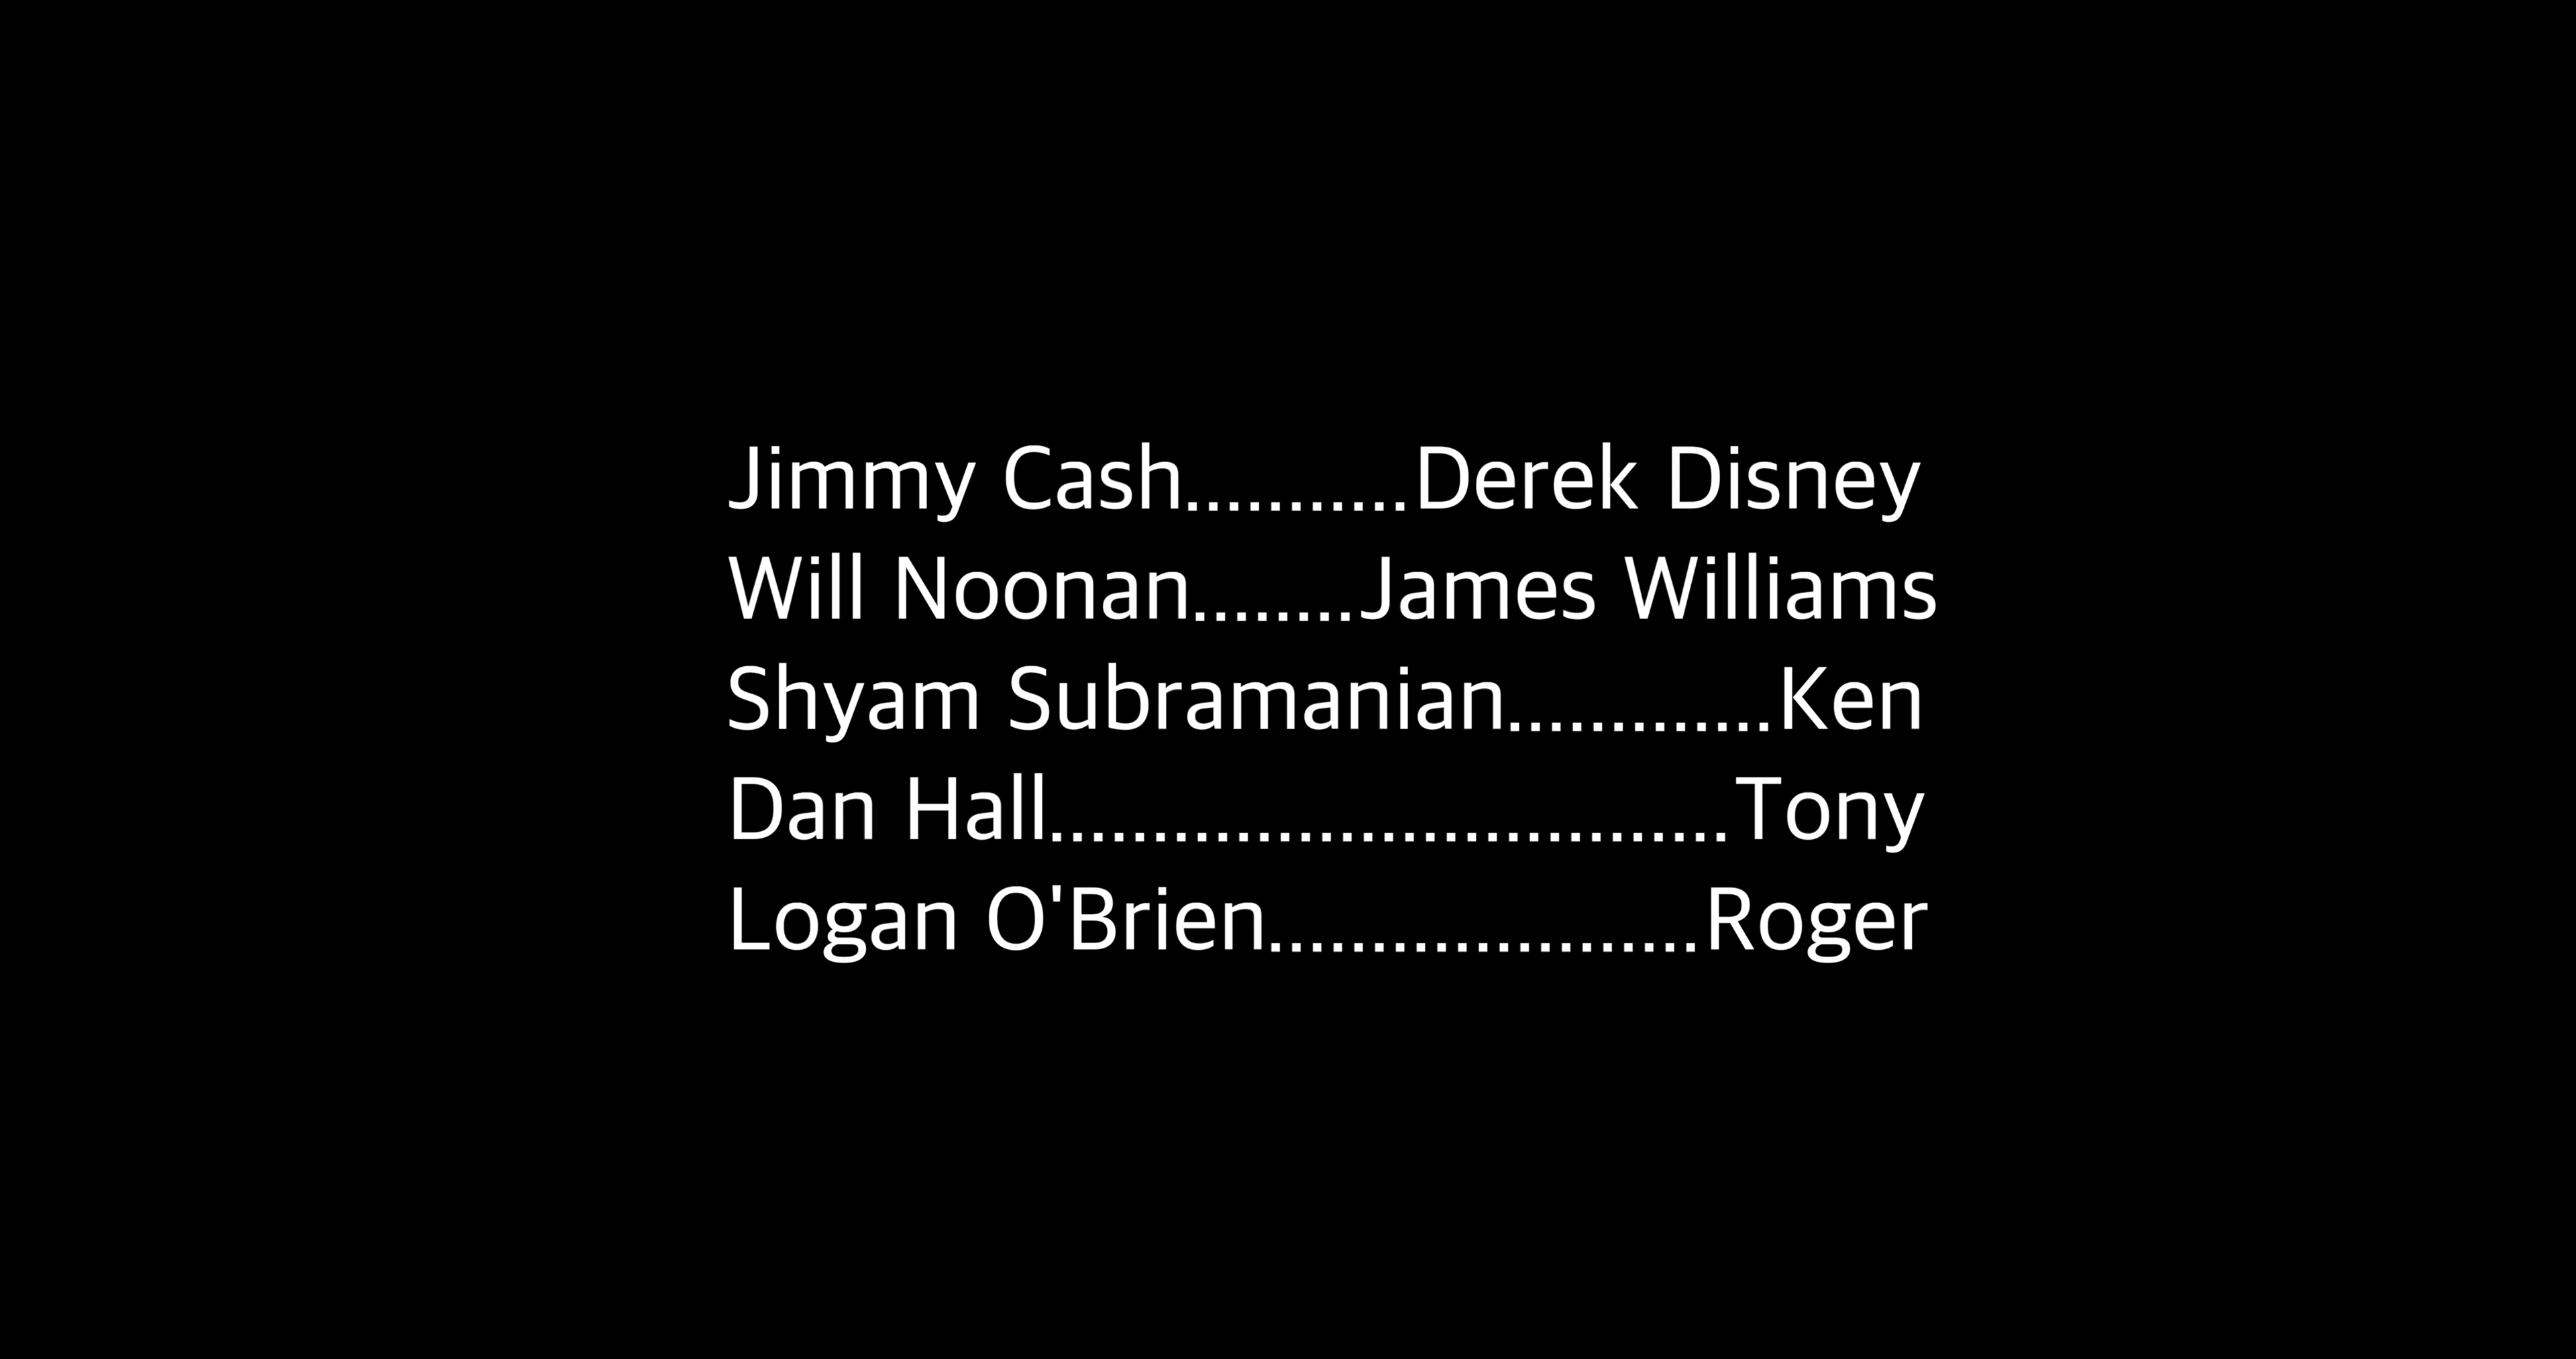 Jimmy Cash...........Derek Disney
Will Noonan........James Williams
Shyam Subramanian.............Ken
Dan Hall.................................Tony
Logan O'Brien.....................Roger